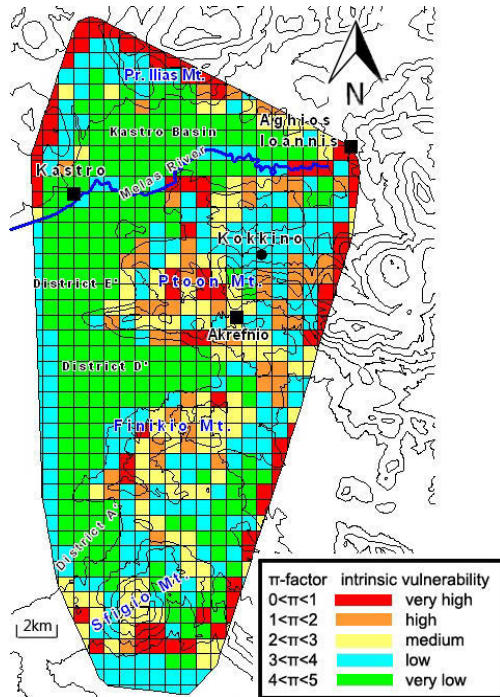 Pr. Ilias Mt.
N
Aghios
Ioannis
Kastro Basin
Kastro
Melas River
Kokkino
District E'
Ptoon Mt.
Akrefnio
District D'
Finikio Mt.
District A'
Sfigio Mt.
2km
π-factor intrinsic vulnerability
0<π<1 very high
1<π<2 high
2<π<3 medium
3<π<4 low
4<π<5 very low